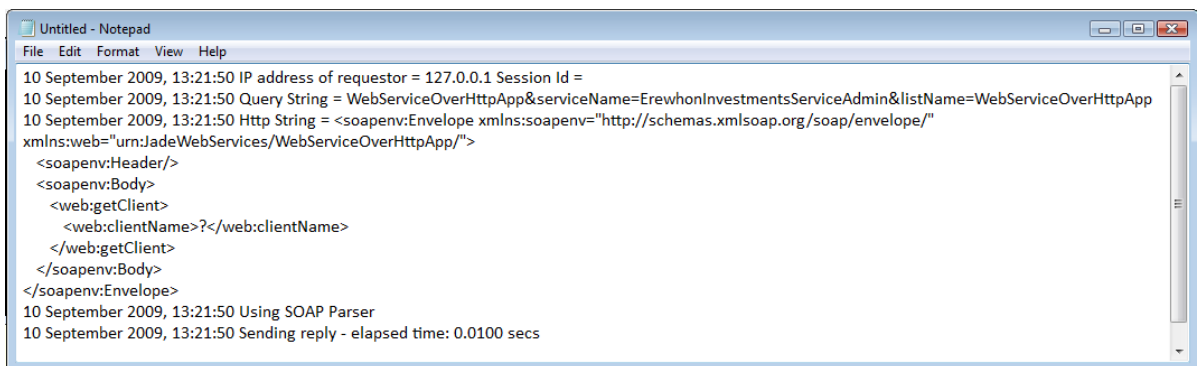 Untitled - Notepad
File Edit Format View Help
10 September 2009, 13:21:50 IP address of requestor = 127.0.0.1 Session Id =
10 September 2009, 13:21:50 Query String = WebServiceOverHttpApp&serviceName=ErewhonInvestmentsServiceAdmin&listName=WebServiceOverHttpApp
10 September 2009, 13:21:50 Http String = <soapenv:Envelope xmlns:soapenv="http://schemas.xmlsoap.org/soap/envelope/"
xmlns:web="urn:JadeWebServices/WebServiceOverHttpApp/">
<soapenv:Header/>
<soapenv:Body>
<web:getClient>
<web:clientName>?</web:clientName>
</web:getClient>
</soapenv:Body>
</soapenv:Envelope>
10 September 2009, 13:21:50 Using SOAP Parser
10 September 2009, 13:21:50 Sending reply - elapsed time: 0.0100 secs